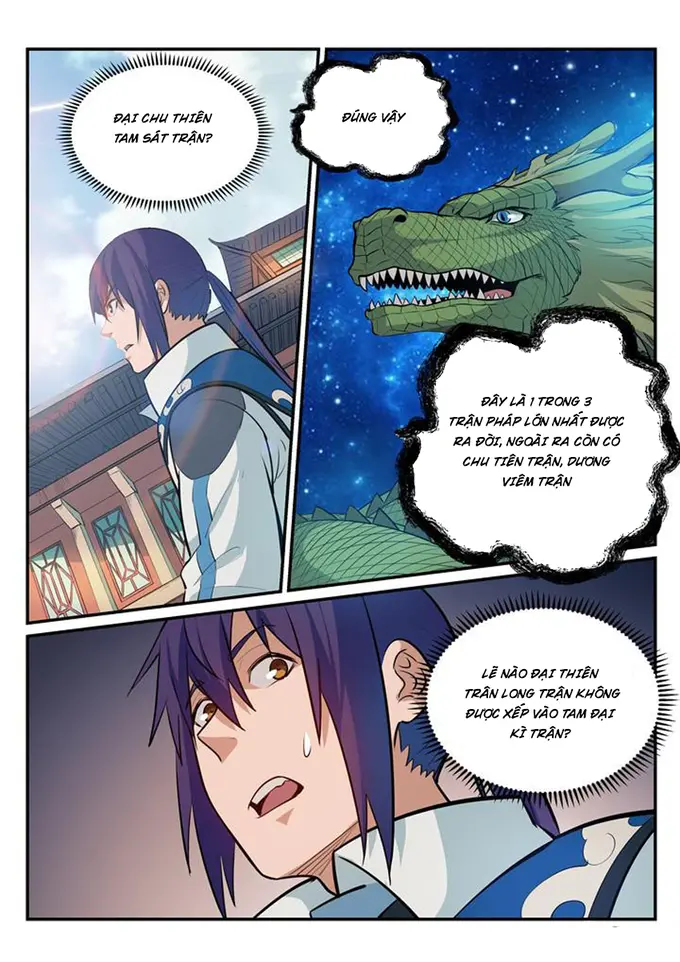 ĐẠI CHU THIÊN
TAM SÁT TRẬN?
ĐÚNG VẬY
ĐÂY LÀ 1 TRONG 3
TRẬN PHÁP LỚN NHẤT ĐƯỢC
RA ĐỜI, NGOÀI RA CÒN CÓ
CHU TIÊN TRẬN, DƯƠNG
VIÊM TRẬN
LẼ NÀO ĐẠI THIÊN
TRÂN LONG TRẬN KHÔNG
ĐƯỢC XẾP VÀO TAM ĐẠI
KÌ TRẬN?